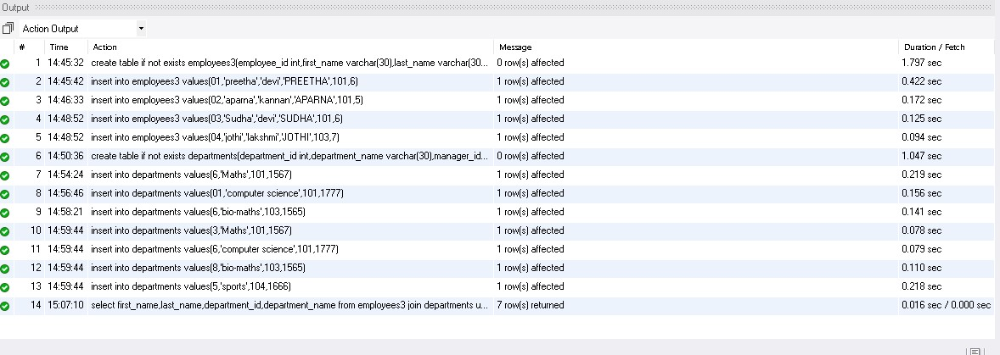 Output
Action Output
# Time Action Message Duration / Fetch
1 14:45:32 create table if not exists employees3(employee_id int,first_name varchar(30),last_name varchar(30... 0 row(s) affected 1.797 sec
2 14:45:42 insert into employees3 values(01,'preetha','devi','PREETHA',101,6) 1 row(s) affected 0.422 sec
3 14:46:33 insert into employees3 values(02,'aparna','kannan','APARNA',101,5) 1 row(s) affected 0.172 sec
4 14:48:52 insert into employees3 values(03,'Sudha','devi','SUDHA',101,6) 1 row(s) affected 0.125 sec
5 14:48:52 insert into employees3 values(04,'jothi','lakshmi','JOTHI',103,7) 1 row(s) affected 0.094 sec
6 14:50:36 create table if not exists departments(department_id int,department_name varchar(30),manager_id... 0 row(s) affected 1.047 sec
7 14:54:24 insert into departments values(6,'Maths',101,1567) 1 row(s) affected 0.219 sec
8 14:56:46 insert into departments values(01,'computer science',101,1777) 1 row(s) affected 0.156 sec
9 14:58:21 insert into departments values(6,'bio-maths',103,1565) 1 row(s) affected 0.141 sec
10 14:59:44 insert into departments values(3,'Maths',101,1567) 1 row(s) affected 0.078 sec
11 14:59:44 insert into departments values(6,'computer science',101,1777) 1 row(s) affected 0.079 sec
12 14:59:44 insert into departments values(8,'bio-maths',103,1565) 1 row(s) affected 0.110 sec
13 14:59:44 insert into departments values(5,'sports',104,1666) 1 row(s) affected 0.218 sec
14 15:07:10 select first_name,last_name,department_id,department_name from employees3 join departments u... 7 row(s) returned 0.016 sec / 0.000 sec